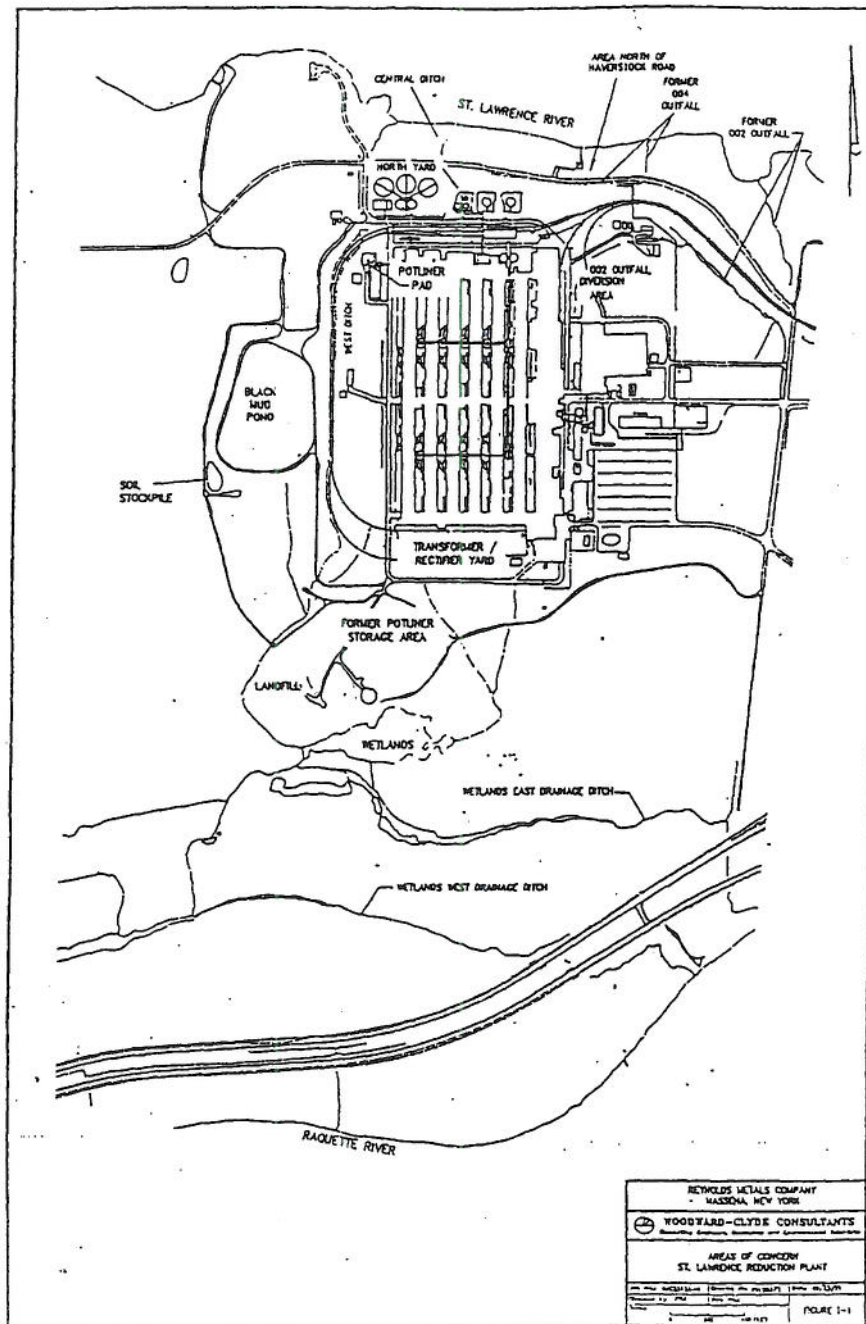 AREA NORTH OF
HAVERSTOCK ROAD
CENTRAL DITCH
FORMER
004
OUTFALL
ST. LAWRENCE RIVER
FORMER
002 OUTFALL
NORTH YARD
POTLINER
PAD
002 OUTFALL
DIVERSION
AREA
WEST DITCH
BLACK
MUD
POND
SOIL
STOCKPILE
TRANSFORMER /
RECTIFIER YARD
FORMER POTLINER
STORAGE AREA
LANDFILL
WETLANDS
WETLANDS EAST DRAINAGE DITCH
WETLANDS WEST DRAINAGE DITCH
RAQUETTE RIVER
REYNOLDS METALS COMPANY
MASSENA, NEW YORK
WOODWARD-CLYDE CONSULTANTS
AREAS OF CONCERN
ST. LAWRENCE REDUCTION PLANT
FIGURE 1-1